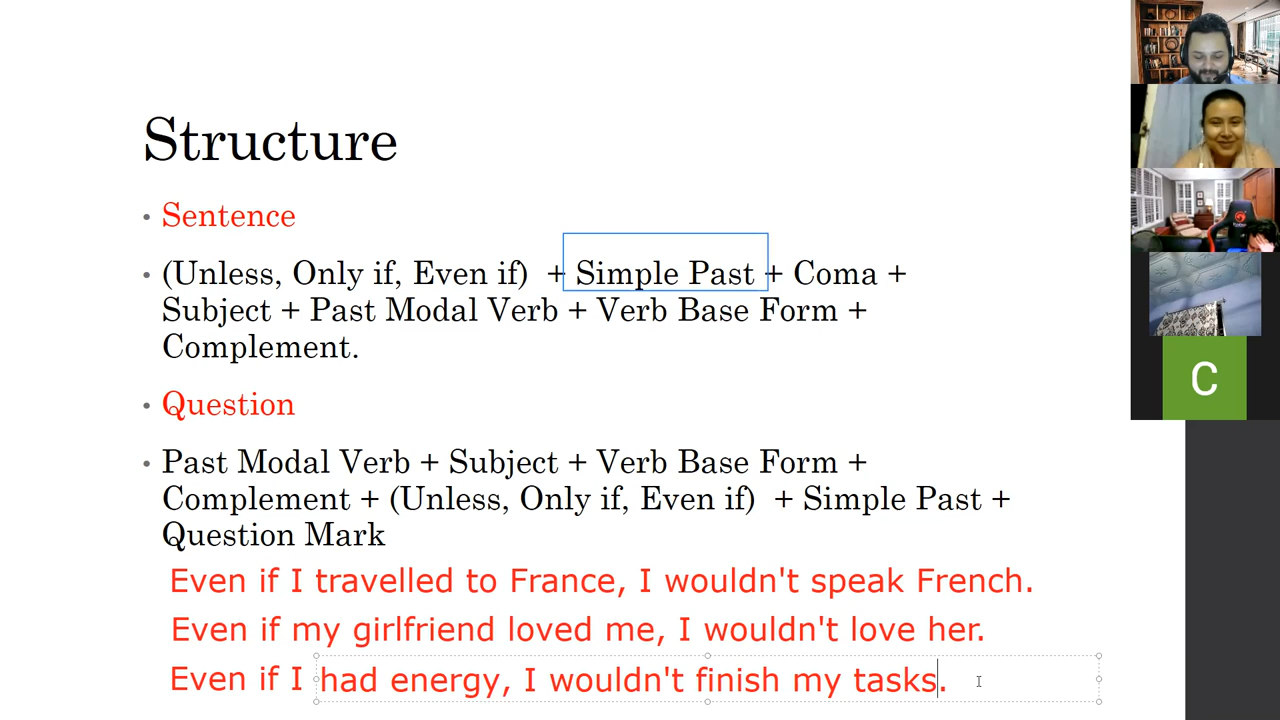 Structure
• Sentence
• (Unless, Only if, Even if) + Simple Past + Coma +
Subject + Past Modal Verb + Verb Base Form +
Complement.
• Question
• Past Modal Verb + Subject + Verb Base Form +
Complement + (Unless, Only if, Even if) + Simple Past +
Question Mark
Even if I travelled to France, I wouldn't speak French.
Even if my girlfriend loved me, I wouldn't love her.
Even if I had energy, I wouldn't finish my tasks.
C